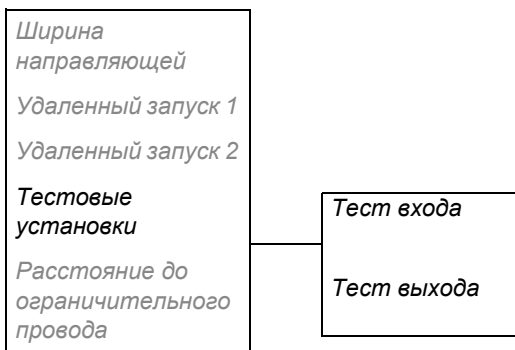 Ширина
направляющей
Удаленный запуск 1
Удаленный запуск 2
Тестовые
установки
Расстояние до
ограничительного
провода
Тест входа
Тест выхода